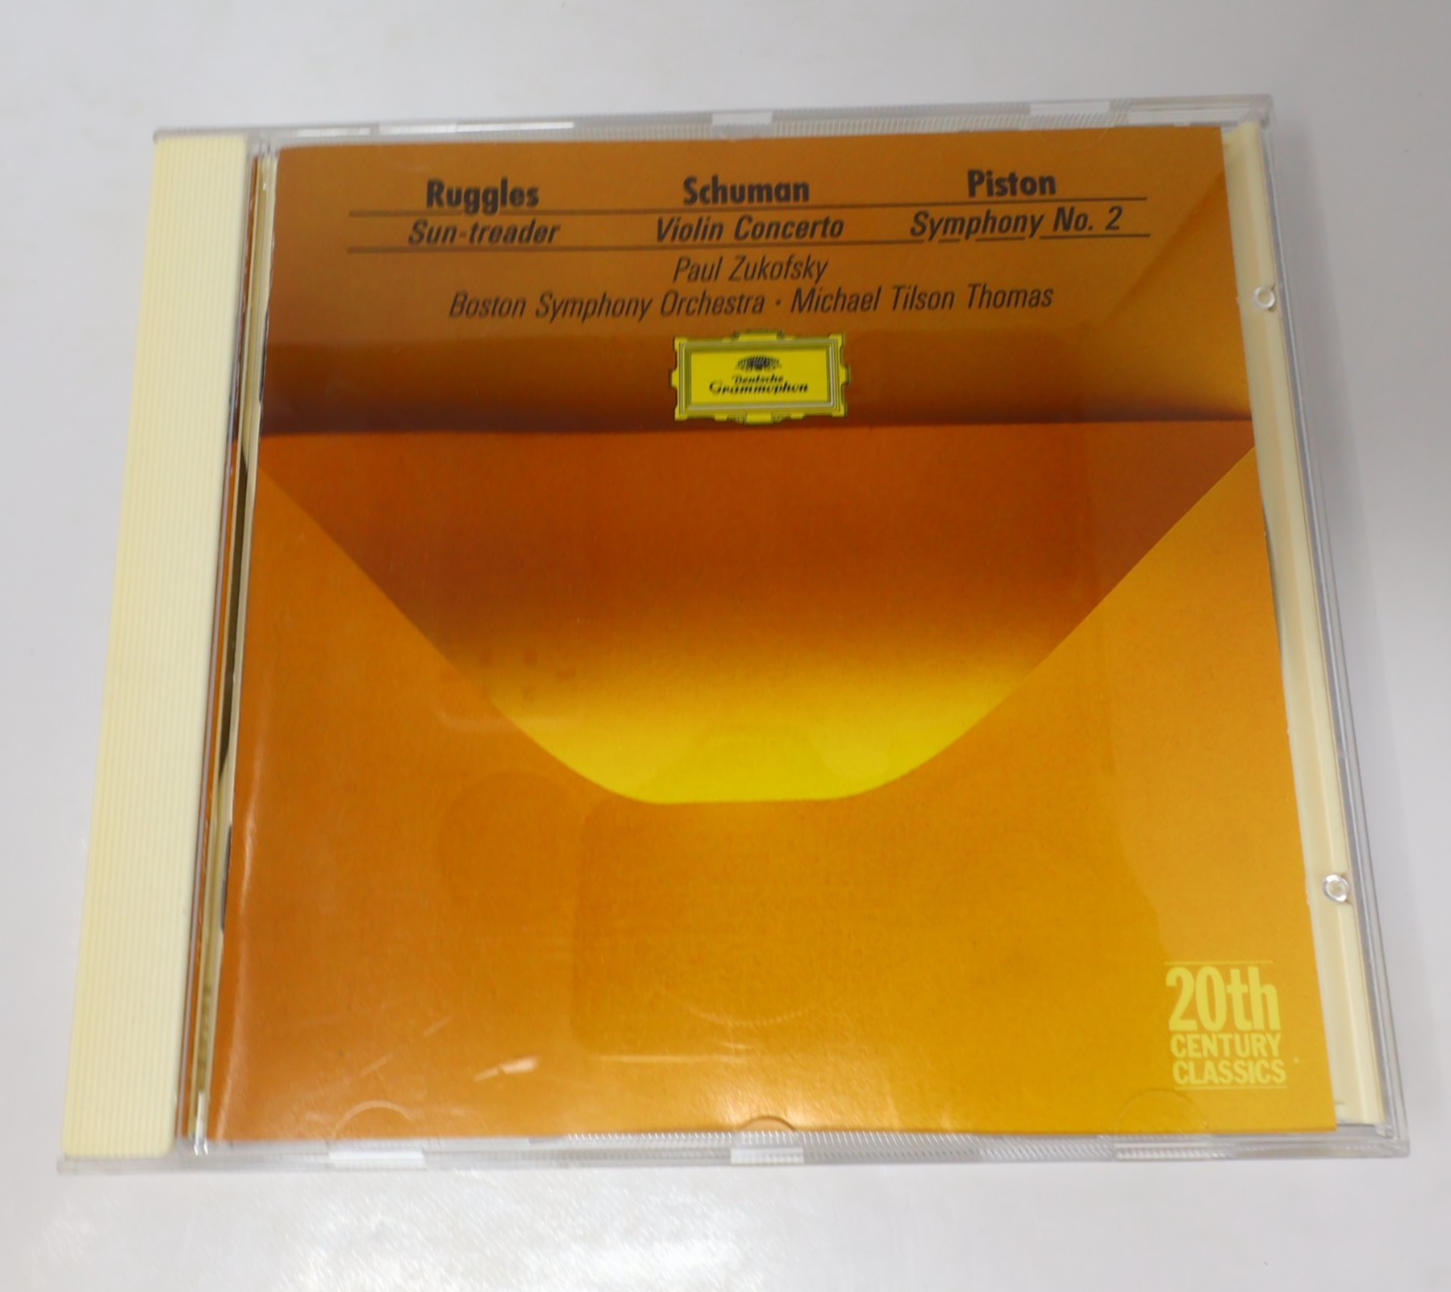 Ruggles Schuman Piston
Sun-treader Violin Concerto Symphony No. 2
Paul Zukofsky
Boston Symphony Orchestra · Michael Tilson Thomas
Deutsche
Grammophon
20th
CENTURY
CLASSICS